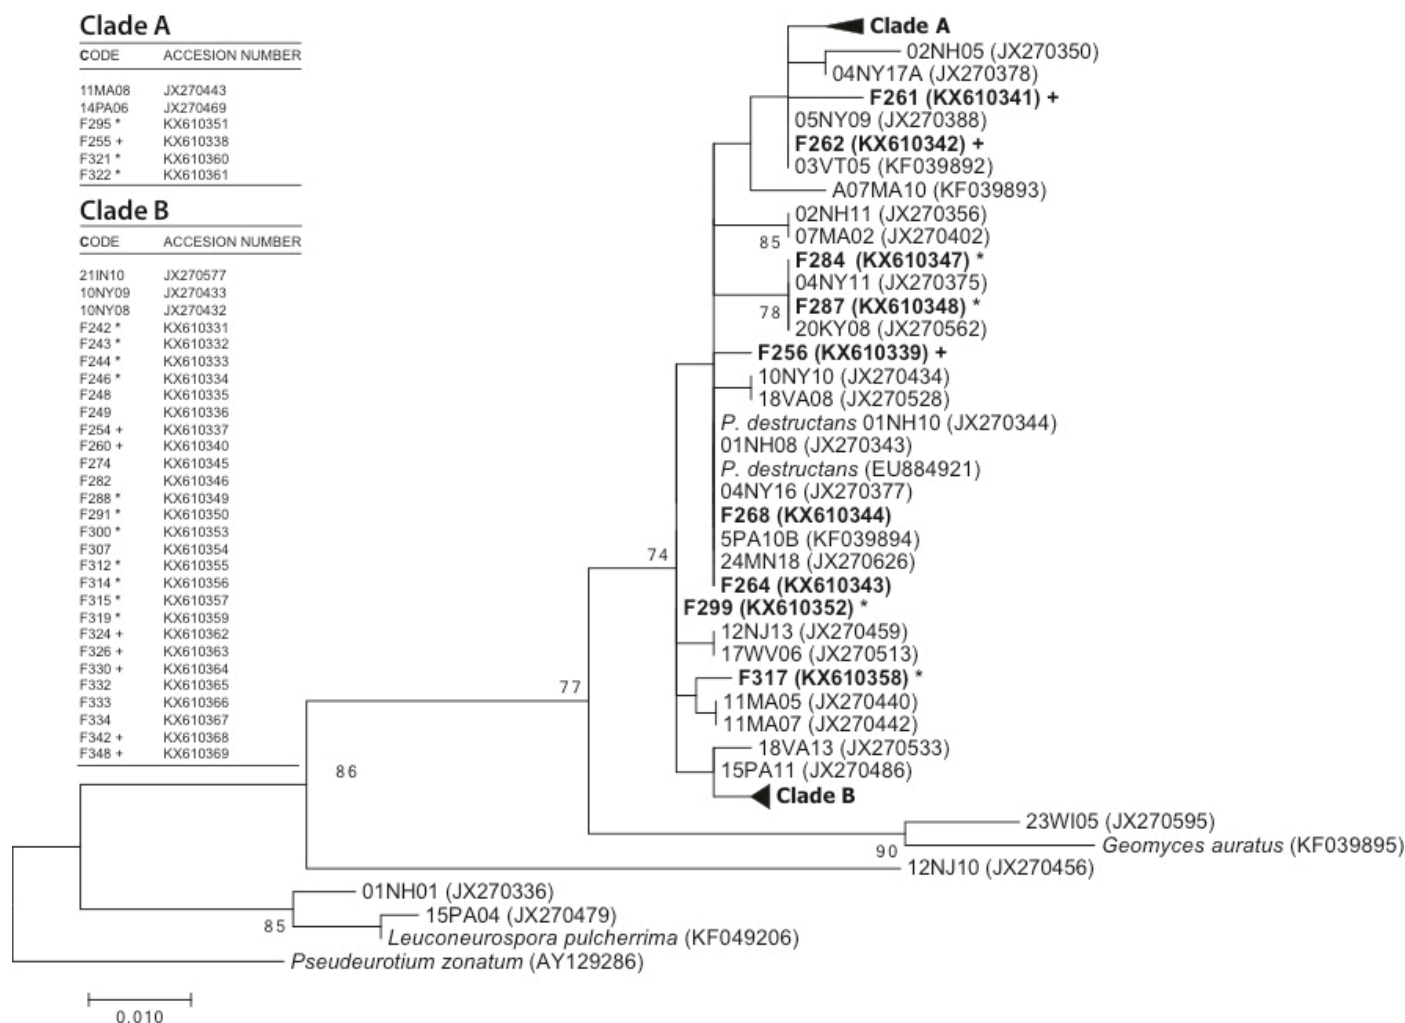 Clade A
CODE ACCESION NUMBER
11MA08 JX270443
14PA06 JX270469
F295 * KX610351
F255 + KX610338
F321 * KX610360
F322 * KX610361
Clade B
CODE ACCESION NUMBER
21IN10 JX270577
10NY09 JX270433
10NY08 JX270432
F242 * KX610331
F243 * KX610332
F244 * KX610333
F246 * KX610334
F248 KX610335
F249 KX610336
F254 + KX610337
F260 + KX610340
F274 KX610345
F282 KX610346
F288 * KX610349
F291 * KX610350
F300 * KX610353
F307 KX610354
F312 * KX610355
F314 * KX610356
F315 * KX610357
F319 * KX610359
F324 + KX610362
F326 + KX610363
F330 + KX610364
F332 KX610365
F333 KX610366
F334 KX610367
F342 + KX610368
F348 + KX610369
Clade A
02NH05 (JX270350)
04NY17A (JX270378)
F261 (KX610341) +
05NY09 (JX270388)
F262 (KX610342) +
03VT05 (KF039892)
A07MA10 (KF039893)
02NH11 (JX270356)
07MA02 (JX270402)
85
F284 (KX610347) *
04NY11 (JX270375)
F287 (KX610348) *
78
20KY08 (JX270562)
F256 (KX610339) +
10NY10 (JX270434)
18VA08 (JX270528)
P. destructans 01NH10 (JX270344)
01NH08 (JX270343)
P. destructans (EU884921)
04NY16 (JX270377)
F268 (KX610344)
5PA10B (KF039894)
74
24MN18 (JX270626)
F264 (KX610343)
F299 (KX610352) *
12NJ13 (JX270459)
17WV06 (JX270513)
F317 (KX610358) *
77
11MA05 (JX270440)
11MA07 (JX270442)
18VA13 (JX270533)
15PA11 (JX270486)
86
Clade B
23WI05 (JX270595)
Geomyces auratus (KF039895)
90
12NJ10 (JX270456)
01NH01 (JX270336)
15PA04 (JX270479)
85
Leuconeurospora pulcherrima (KF049206)
Pseudeurotium zonatum (AY129286)
0.010